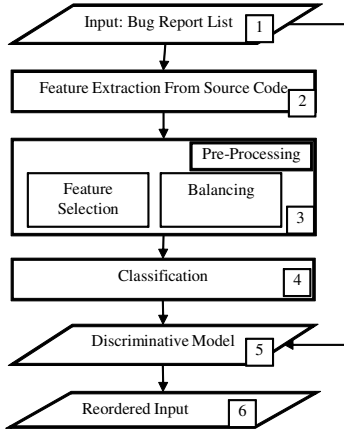 Input: Bug Report List
1
Feature Extraction From Source Code
2
Pre-Processing
Feature
Selection
Balancing
3
Classification
4
Discriminative Model
5
Reordered Input
6